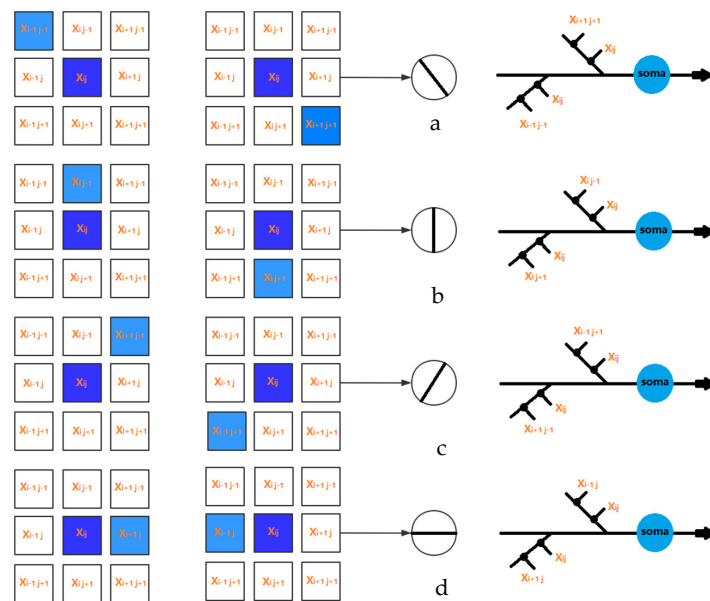 Xi-1 j-1 Xi j-1 Xi+1 j-1 Xi-1 j-1 Xi j-1 Xi+1 j-1 Xi+1 j+1
Xij
Xi-1 j Xij Xi+1 j Xi-1 j Xij Xi+1 j soma
Xij
Xi-1 j+1 Xi j+1 Xi+1 j+1 Xi-1 j+1 Xi j+1 Xi+1 j+1 Xi-1 j-1
a
Xi-1 j-1 Xi j-1 Xi+1 j-1 Xi-1 j-1 Xi j-1 Xi+1 j-1 Xi j-1
Xij
Xi-1 j Xij Xi+1 j Xi-1 j Xij Xi+1 j soma
Xij
Xi-1 j+1 Xi j+1 Xi+1 j+1 Xi-1 j+1 Xi j+1 Xi+1 j+1 Xi j+1
b
Xi-1 j-1 Xi j-1 Xi+1 j-1 Xi-1 j-1 Xi j-1 Xi+1 j-1 Xi-1 j+1
Xij
Xi-1 j Xij Xi+1 j Xi-1 j Xij Xi+1 j soma
Xij
Xi-1 j+1 Xi j+1 Xi+1 j+1 Xi-1 j+1 Xi j+1 Xi+1 j+1 Xi+1 j-1
c
Xi-1 j-1 Xi j-1 Xi+1 j-1 Xi-1 j-1 Xi j-1 Xi+1 j-1 Xi-1 j
Xij
Xi-1 j Xij Xi+1 j Xi-1 j Xij Xi+1 j soma
Xij
Xi-1 j+1 Xi j+1 Xi+1 j+1 Xi-1 j+1 Xi j+1 Xi+1 j+1 Xi+1 j
d